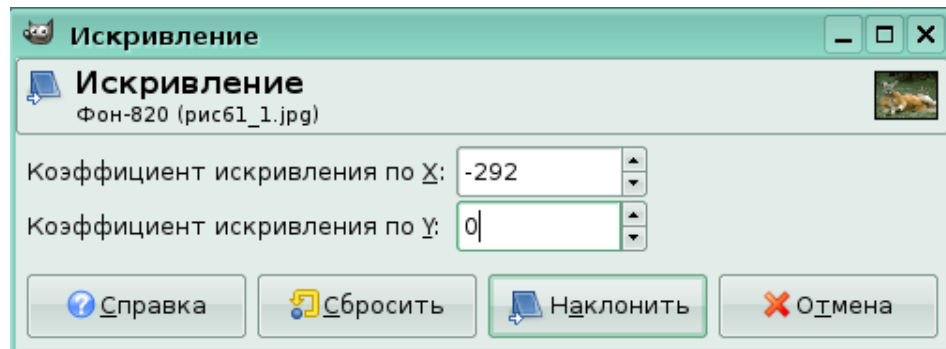 Искривление
Искривление
Фон-820 (рис61_1.jpg)
Коэффициент искривления по X: -292
Коэффициент искривления по Y: 0
Справка Сбросить Наклонить Отмена